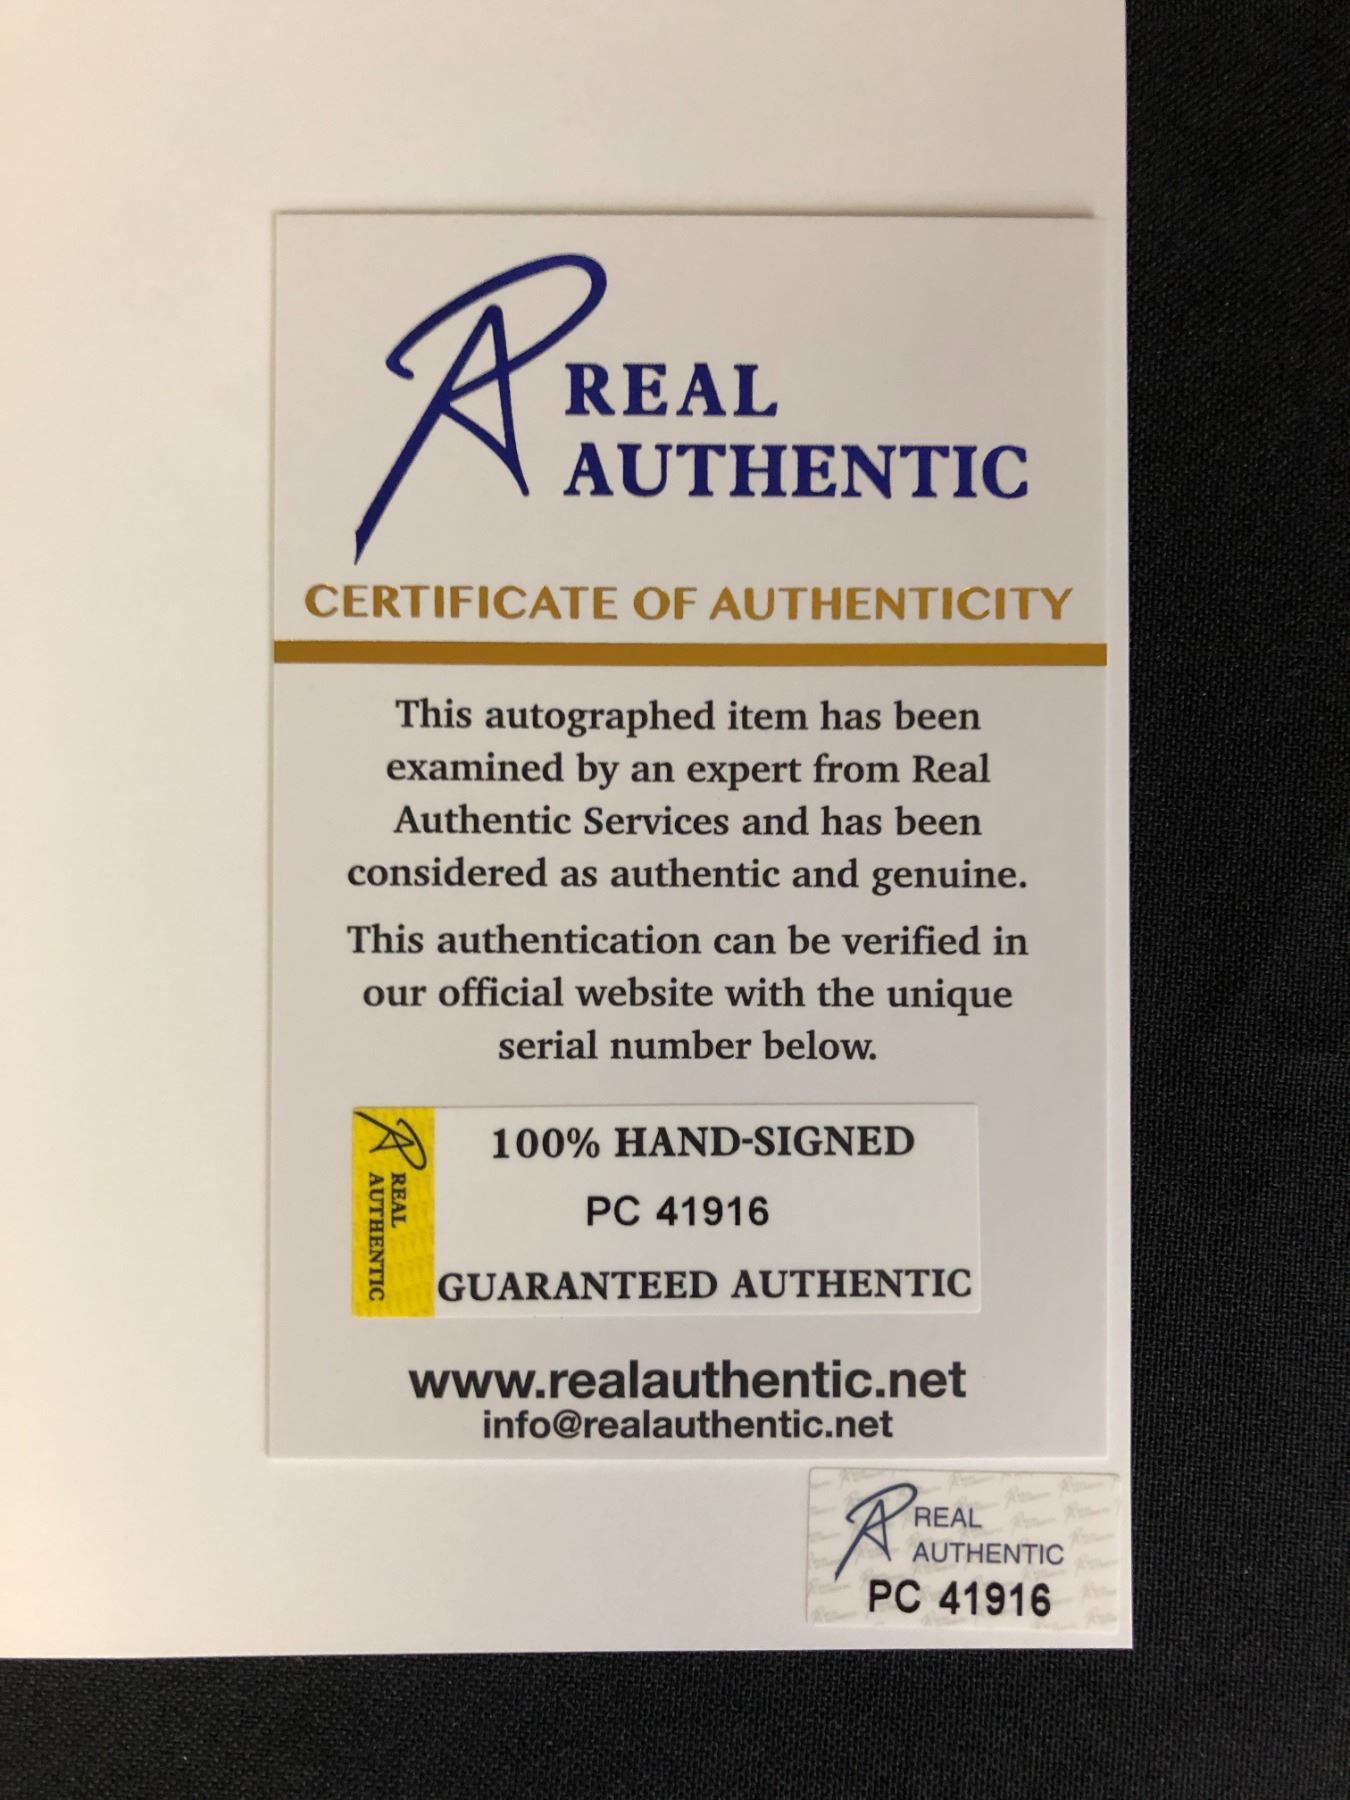 REAL
AUTHENTIC
CERTIFICATE OF AUTHENTICITY
This autographed item has been
examined by an expert from Real
Authentic Services and has been
considered as authentic and genuine.
This authentication can be verified in
our official website with the unique
serial number below.
REAL
AUTHENTIC
100% HAND-SIGNED
PC 41916
GUARANTEED AUTHENTIC
www.realauthentic.net
info@realauthentic.net
REAL
AUTHENTIC
PC 41916